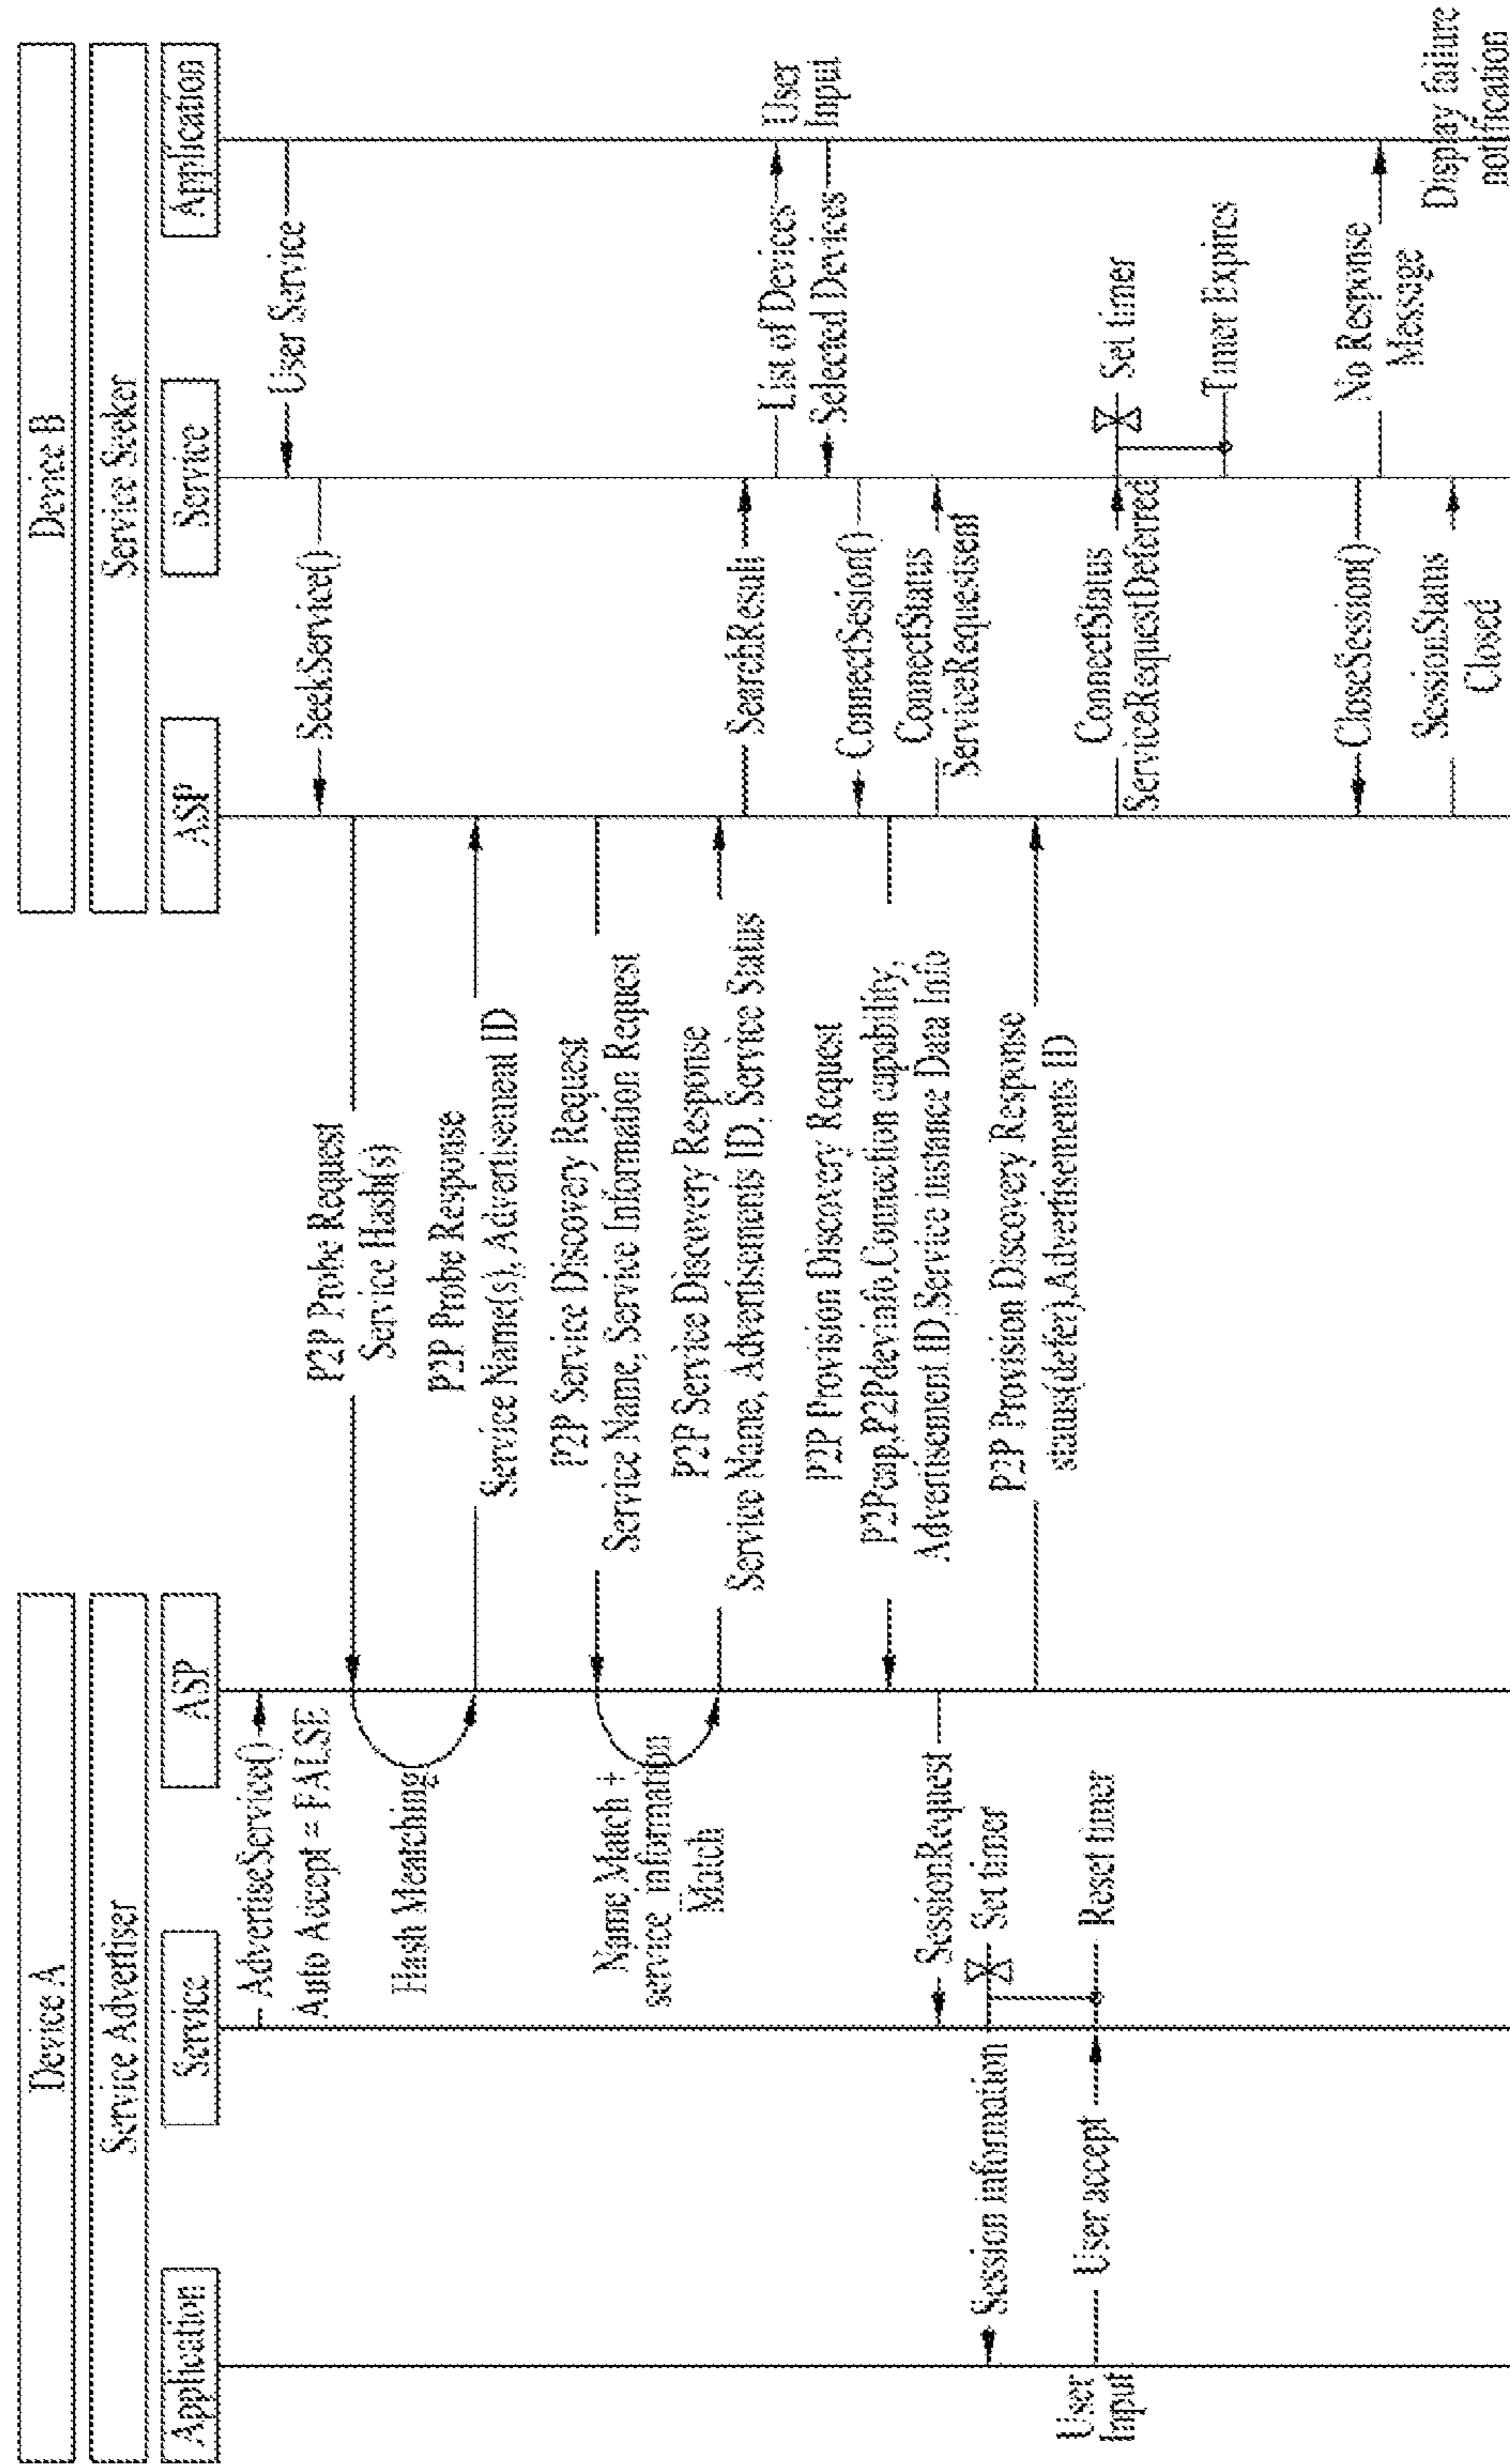 Device A
Device B
Service Advertiser
Service Seeker
Application
Service
ASP
ASP
Service
Application
AdvertiseService()
Auto Accept = FALSE
User Service
SeekService()
P2P Probe Request
Service Hash(s)
Hash Meatching
P2P Probe Response
Service Name(s), Advertisement ID
P2P Service Discovery Request
Service Name, Service Information Request
Name Match +
service information
Match
P2P Service Discovery Response
Service Name, Advertisements ID, Service Status
SearchResult
List of Devices
User
Input
Selected Devices
ConnectSesion()
P2P Provision Discovery Request
P2Pcap,P2Pdevinfo,Connection capability,
Advertisement ID,Service instance Data Info
ConnectStatus
ServiceRequestsent
SessionRequest
Session information
Set timer
P2P Provision Discovery Response
status(defer),Advertisements ID
User
Input
User accept
Reset timer
ConnectStatus
ServiceRequestDeferred
Set timer
Timer Expires
CloseSession()
No Response
Message
SessionStatus
Closed
Display failure
notification